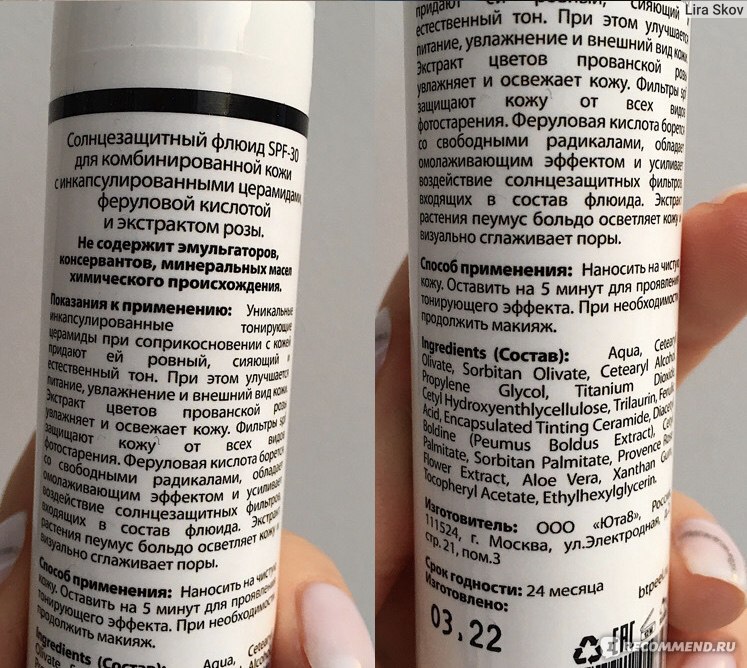 Lira Skov
Солнцезащитный флюид SPF-30
для комбинированной кожи
с инкапсулированными церамидами,
феруловой кислотой
и экстрактом розы.
Не содержит эмульгаторов,
консервантов, минеральных масел
химического происхождения.
Показания к применению: Уникальные
инкапсулированные тонирующие
церамиды при соприкосновении с кожей
придают ей ровный, сияющий и
естественный тон. При этом улучшается
питание, увлажнение и внешний вид кожи.
Экстракт цветов прованской розы
увлажняет и освежает кожу. Фильтры spf
защищают кожу от всех видов
фотостарения. Феруловая кислота борется
со свободными радикалами, обладает
омолаживающим эффектом и усиливает
воздействие солнцезащитных фильтров,
входящих в состав флюида. Экстракт
растения пеумус больдо осветляет кожу и
визуально сглаживает поры.
Способ применения: Наносить на чистую
кожу. Оставить на 5 минут для проявления
тонирующего эффекта. При необходимости
продолжить макияж.
Ingredients (Состав): Aqua, Cetearyl
придают ей ровный, сияющий и
естественный тон. При этом улучшается
питание, увлажнение и внешний вид кожи.
Экстракт цветов прованской розы
увлажняет и освежает кожу. Фильтры spf
защищают кожу от всех видов
фотостарения. Феруловая кислота борется
со свободными радикалами, обладает
омолаживающим эффектом и усиливает
воздействие солнцезащитных фильтров,
входящих в состав флюида. Экстракт
растения пеумус больдо осветляет кожу и
визуально сглаживает поры.
Способ применения: Наносить на чистую
кожу. Оставить на 5 минут для проявления
тонирующего эффекта. При необходимости
продолжить макияж.
Ingredients (Состав): Aqua, Cetearyl
Olivate, Sorbitan Olivate, Cetearyl Alcohol,
Propylene Glycol, Titanium Dioxide,
Cetyl Hydroxyenthlycellulose, Trilaurin, Ferulic
Acid, Encapsulated Tinting Ceramide, Diacetyl
Boldine (Peumus Boldus Extract), Cetyl
Palmitate, Sorbitan Palmitate, Provence Rose
Flower Extract, Aloe Vera, Xanthan Gum,
Tocopheryl Acetate, Ethylhexylglycerin.
Изготовитель: ООО «Юта8», Россия,
111524, г. Москва, ул.Электродная,
стр.21, пом.3
Срок годности: 24 месяца
Изготовлено: btpeel
03.22
EAC
IRECOMMEND.RU